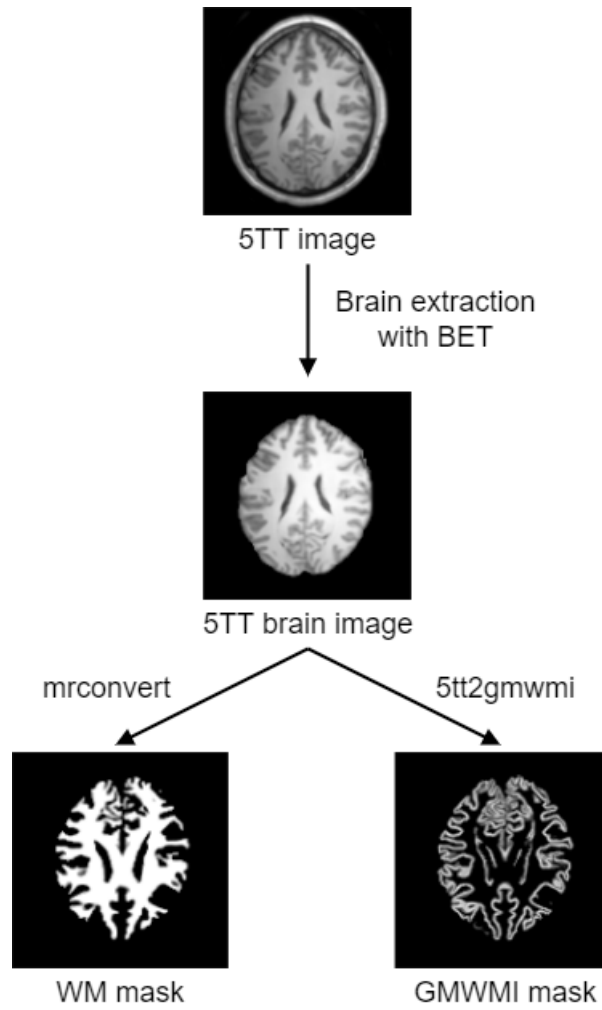 5TT image
Brain extraction
with BET
5TT brain image
mrconvert
5tt2gmwmi
WM mask
GMWMI mask